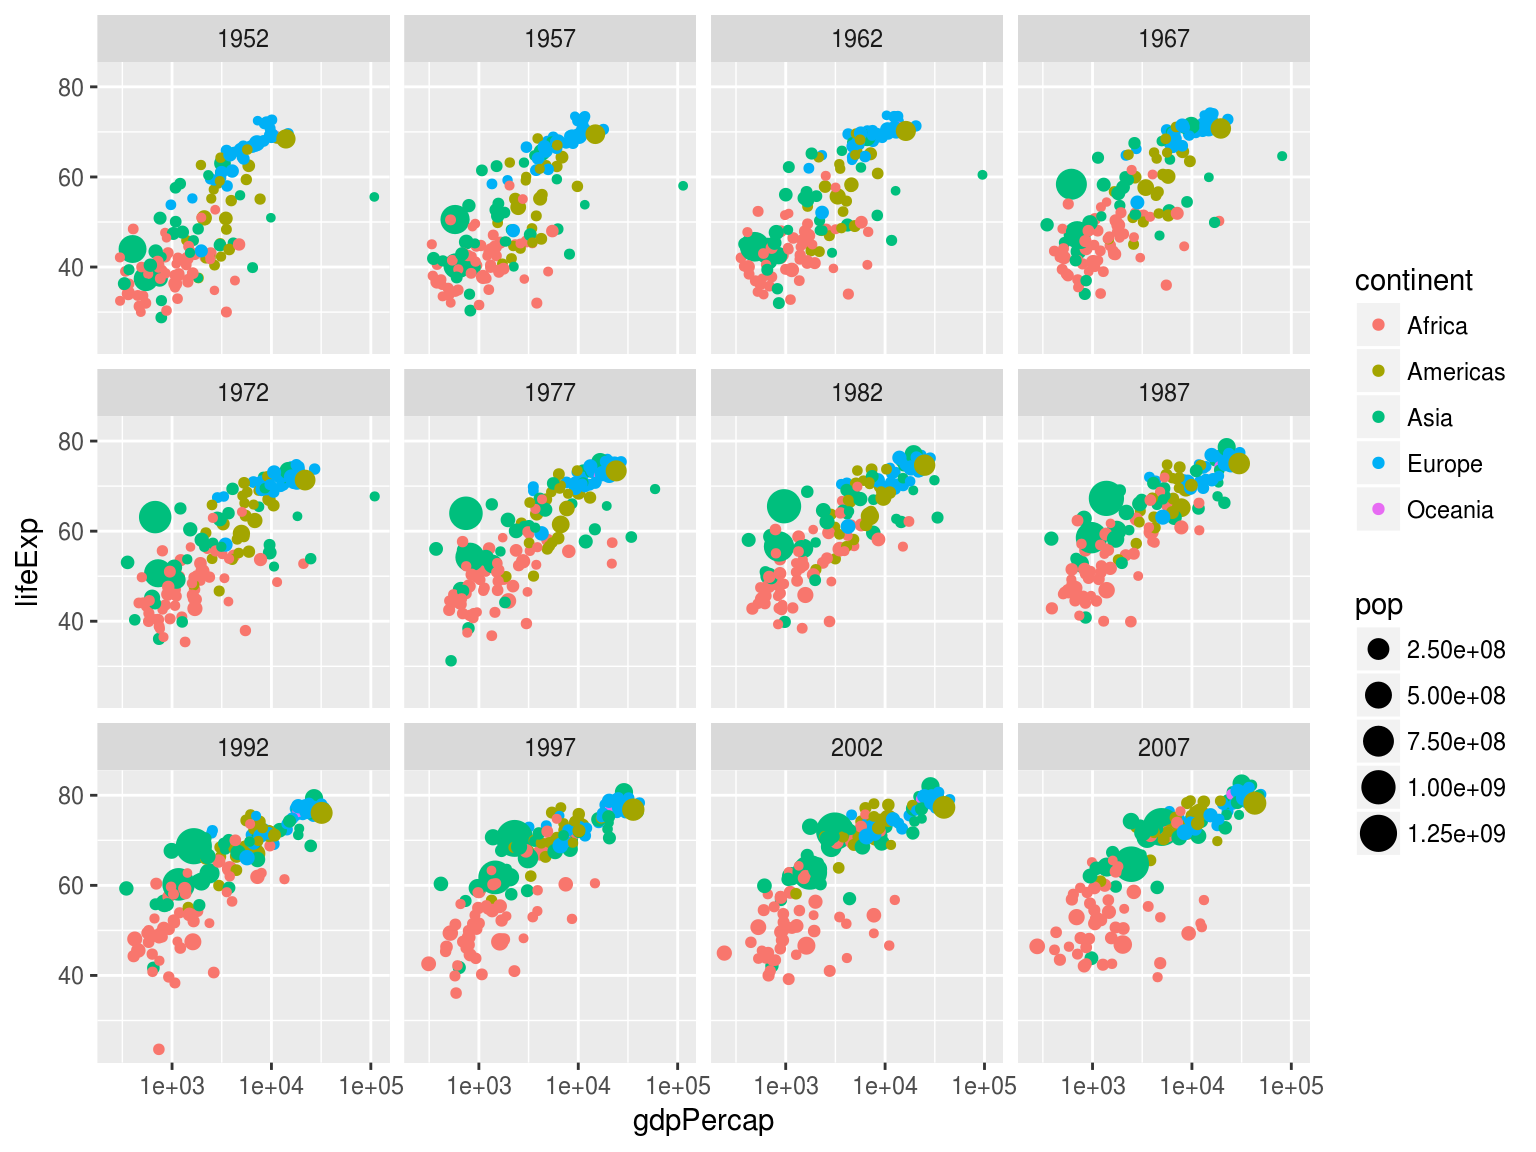 1952 1957 1962 1967
80
60
40
1972 1977 1982 1987
80
60
40
1992 1997 2002 2007
80
60
40
1e+03 1e+04 1e+05 1e+03 1e+04 1e+05 1e+03 1e+04 1e+05 1e+03 1e+04 1e+05
gdpPercap
lifeExp
continent
Africa
Americas
Asia
Europe
Oceania
pop
2.50e+08
5.00e+08
7.50e+08
1.00e+09
1.25e+09